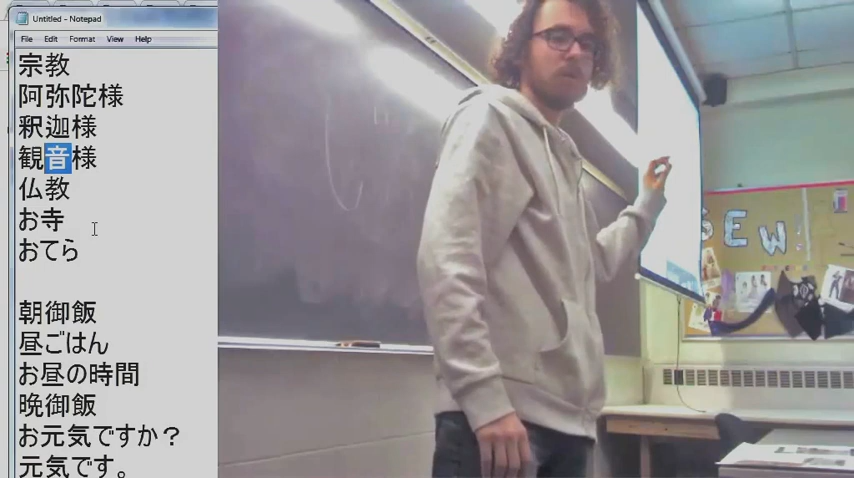 Untitled - Notepad
File Edit Format View Help
宗教
阿弥陀様
釈迦様
観音様
仏教
お寺
おてら
朝御飯
昼ごはん
お昼の時間
晩御飯
お元気ですか？
元気です。
SEW